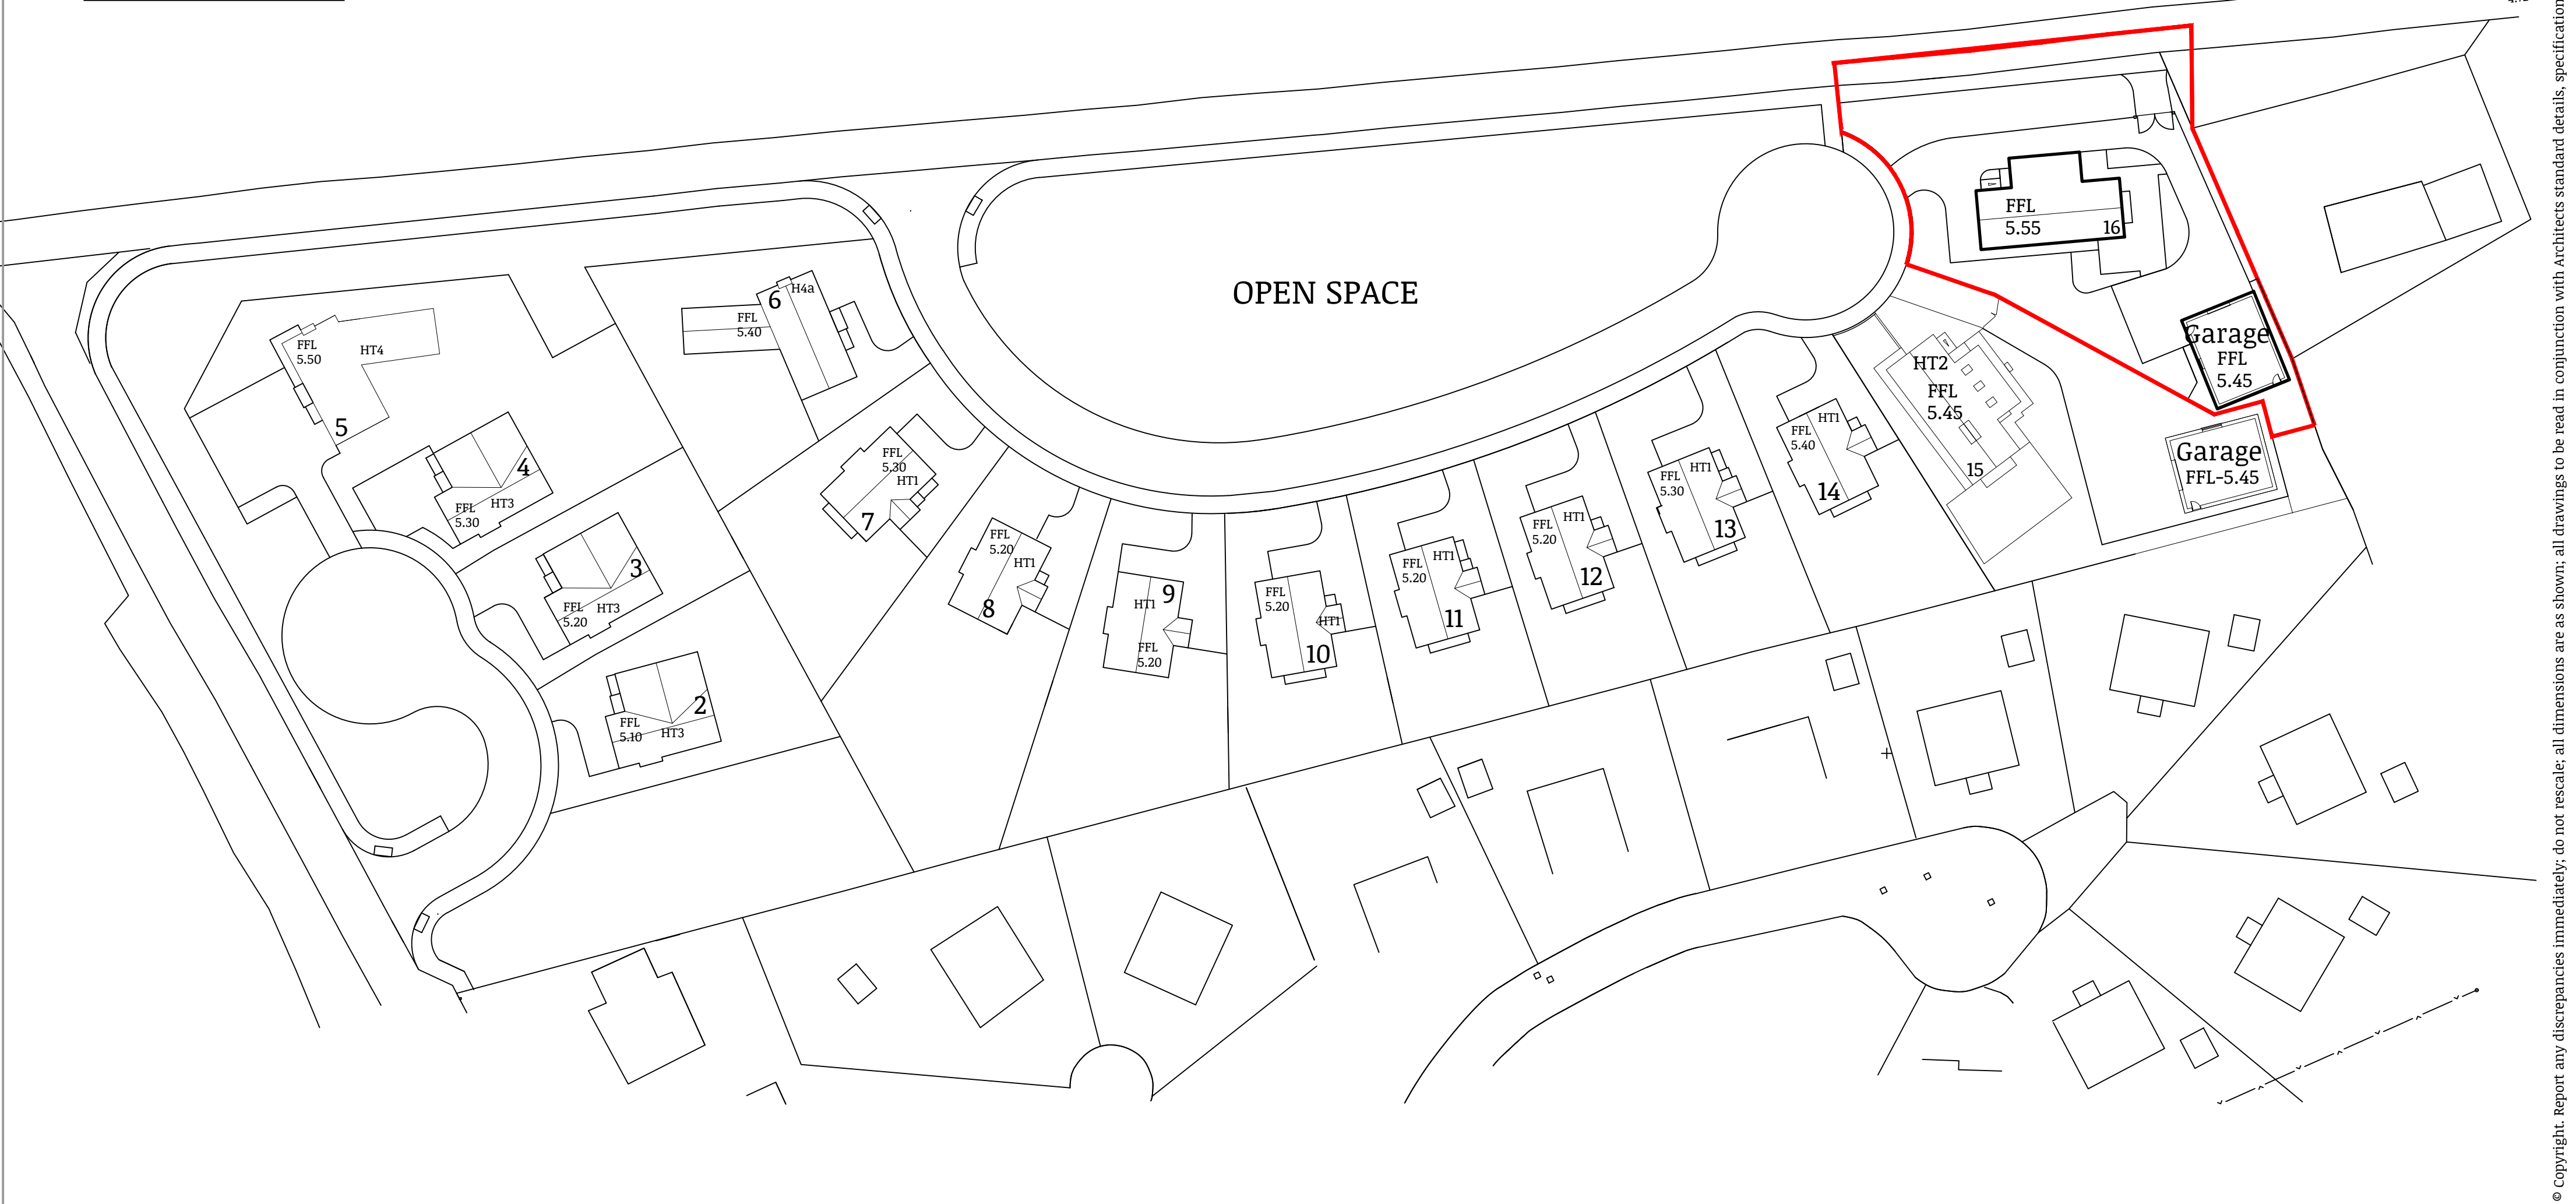 OPEN SPACE
FFL
5.50
HT4
5
4
FFL
5.30
HT3
3
FFL
5.20
HT3
2
FFL
5.10
HT3
6
H4a
FFL
5.40
FFL
5.30
HT1
7
FFL
5.20
HT1
8
9
HT1
FFL
5.20
FFL
5.20
HT1
10
FFL
5.20
HT1
11
FFL
5.20
HT1
12
FFL
5.30
HT1
13
FFL
5.40
HT1
14
HT2
FFL
5.45
15
FFL
5.55
16
Garage
FFL
5.45
Garage
FFL-5.45
© Copyright. Report any discrepancies immediately; do not rescale; all dimensions are as shown; all drawings to be read in conjunction with Architects standard details, specification